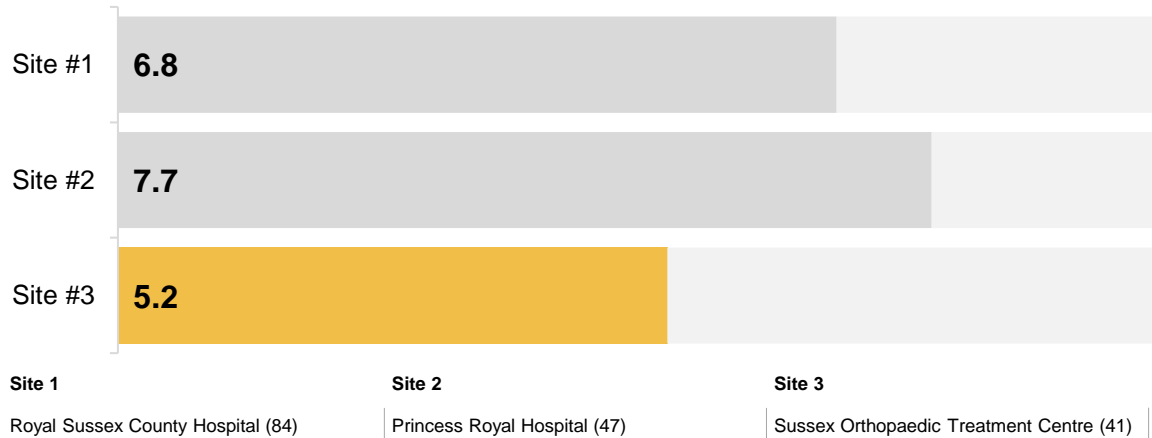 Site #1 6.8
Site #2 7.7
Site #3 5.2
Site 1 Site 2 Site 3
Royal Sussex County Hospital (84) Princess Royal Hospital (47) Sussex Orthopaedic Treatment Centre (41)